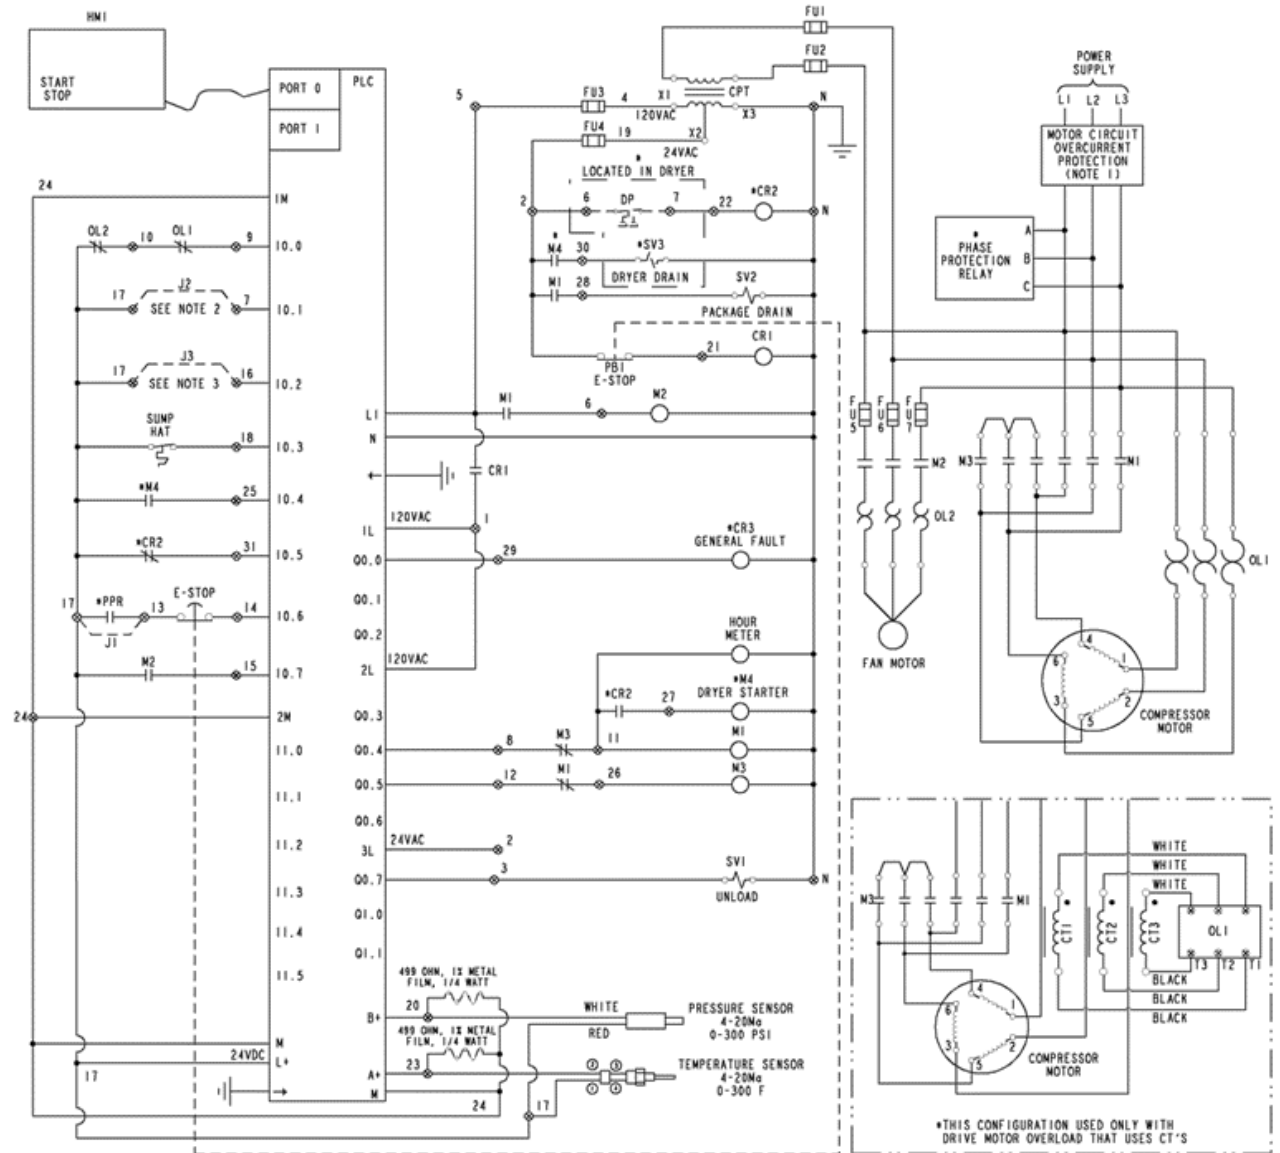 HMI
START
STOP
PORT 0
PORT 1
PLC
FU1
FU2
5
FU3
4
X1
CPT
120VAC
X3
N
FU4
19
X2
24VAC
POWER
SUPPLY
L1 L2 L3
MOTOR CIRCUIT
OVERCURRENT
PROTECTION
(NOTE 1)
*
LOCATED IN DRYER
2
6
DP
7
22
*CR2
N
24
1M
OL2
10
OL1
9
I0.0
*
M4
30
*SV3
DRYER DRAIN
M1
28
SV2
PACKAGE DRAIN
*
PHASE
PROTECTION
RELAY
A
B
C
17
J2
SEE NOTE 2
7
I0.1
PB1
E-STOP
21
CR1
17
J3
SEE NOTE 3
16
I0.2
L1
M1
6
M2
N
SUMP
HAT
18
I0.3
CR1
FU5
FU6
FU7
M2
M3
M1
*M4
25
I0.4
120VAC
1
1L
OL2
*CR2
31
I0.5
Q0.0
29
*CR3
GENERAL FAULT
OL1
17
*PPR
J1
13
E-STOP
14
I0.6
Q0.1
Q0.2
HOUR
METER
FAN MOTOR
M2
15
I0.7
2L
120VAC
*M4
DRYER STARTER
*CR2
27
4
6
1
3
2
5
COMPRESSOR
MOTOR
24
2M
Q0.3
I1.0
Q0.4
8
M3
11
M1
I1.1
Q0.5
12
M1
26
M3
Q0.6
I1.2
3L
24VAC
2
Q0.7
3
SV1
UNLOAD
N
I1.3
Q1.0
I1.4
Q1.1
I1.5
M3
M1
CT1
CT2
CT3
WHITE
WHITE
WHITE
OL1
T3 T2 T1
BLACK
BLACK
BLACK
4
6
1
3
2
5
COMPRESSOR
MOTOR
499 OHM, 1% METAL
FILM, 1/4 WATT
20
B+
WHITE
RED
PRESSURE SENSOR
4-20Ma
0-300 PSI
499 OHM, 1% METAL
FILM, 1/4 WATT
23
A+
TEMPERATURE SENSOR
4-20Ma
0-300 F
M
24VDC
L+
17
M
24
17
*THIS CONFIGURATION USED ONLY WITH
DRIVE MOTOR OVERLOAD THAT USES CT'S